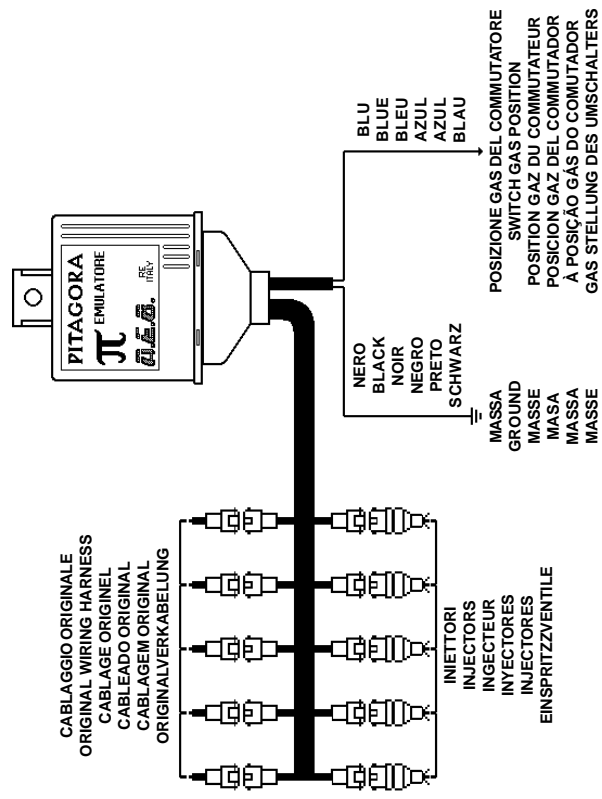 CABLAGGIO ORIGINALE
ORIGINAL WIRING HARNESS
CABLAGE ORIGINEL
CABLEADO ORIGINAL
CABLAGEM ORIGINAL
ORIGINALVERKABELUNG
PITAGORA
π EMULATORE
A.E.B. RE
ITALY
NERO
BLACK
NOIR
NEGRO
PRETO
SCHWARZ
BLU
BLUE
BLEU
AZUL
AZUL
BLAU
INIETTORI
INJECTORS
INGECTEUR
INYECTORES
INJECTORES
EINSPRITZZVENTILE
MASSA
GROUND
MASSE
MASA
MASSA
MASSE
POSIZIONE GAS DEL COMMUTATORE
SWITCH GAS POSITION
POSITION GAZ DU COMMUTATEUR
POSICION GAZ DEL COMMUTADOR
À POSIÇÃO GÁS DO COMUTADOR
GAS STELLUNG DES UMSCHALTERS